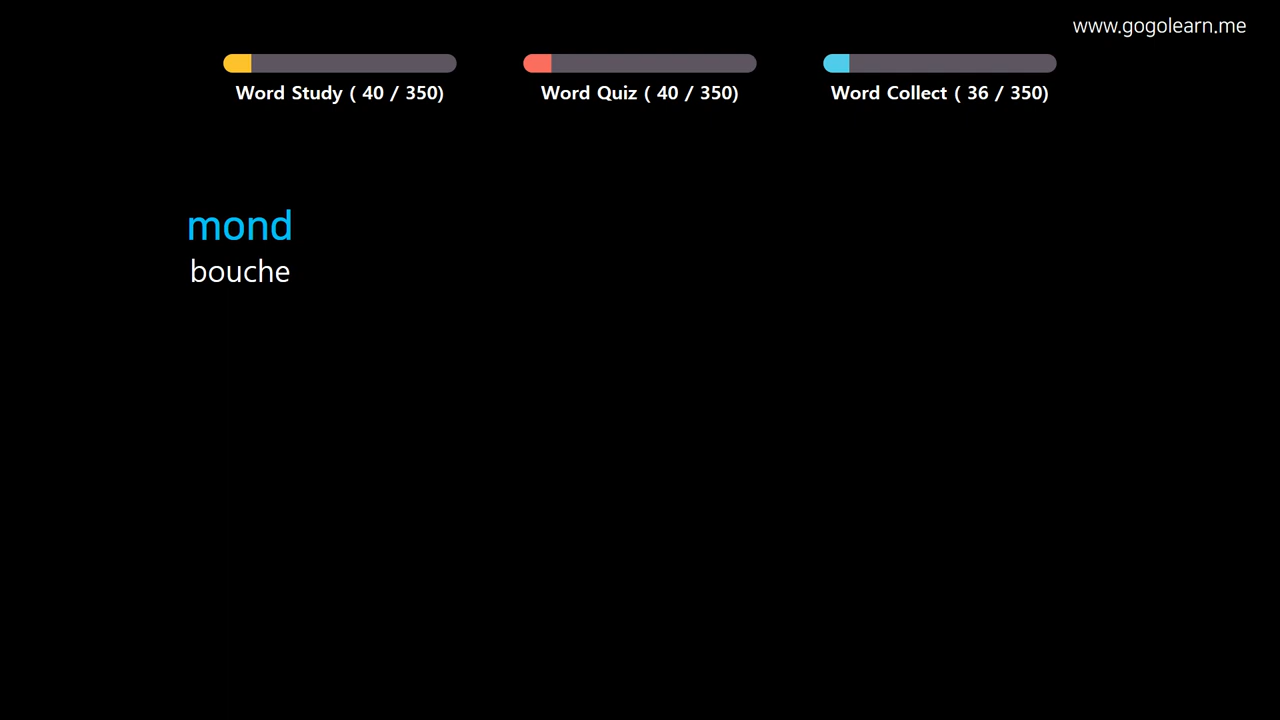 www.gogolearn.me
Word Study ( 40 / 350)
Word Quiz ( 40 / 350)
Word Collect ( 36 / 350)
mond
bouche